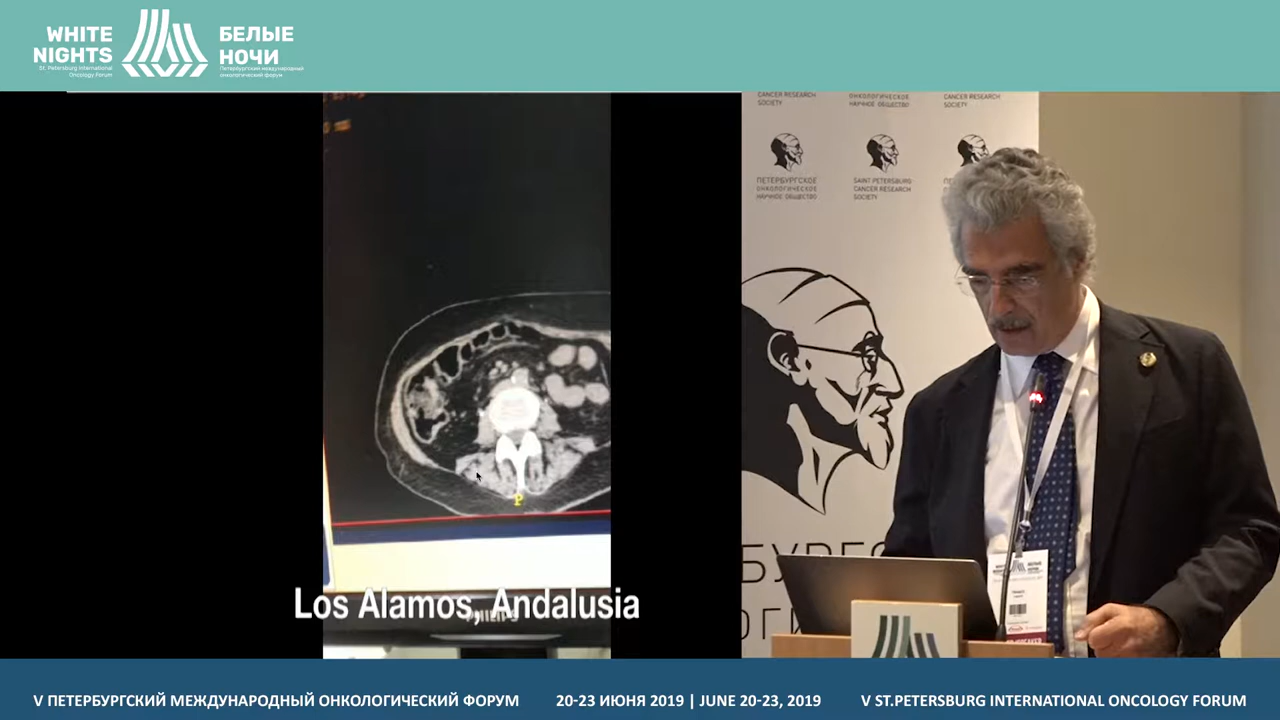 WHITE
NIGHTS
St. Petersburg International
Oncology Forum
БЕЛЫЕ
НОЧИ
Петербургский международный
онкологический форум
CANCER RESEARCH
SOCIETY
ОНКОЛОГИЧЕСКОЕ
НАУЧНОЕ ОБЩЕСТВО
CANCER RESEARCH
SOCIETY
ПЕТЕРБУРГСКОЕ
ОНКОЛОГИЧЕСКОЕ
НАУЧНОЕ ОБЩЕСТВО
SAINT PETERSBURG
CANCER RESEARCH
SOCIETY
P
Los Alamos, Andalusia
PHILIPS
V ПЕТЕРБУРГСКИЙ МЕЖДУНАРОДНЫЙ ОНКОЛОГИЧЕСКИЙ ФОРУМ
20-23 ИЮНЯ 2019 | JUNE 20-23, 2019
V ST.PETERSBURG INTERNATIONAL ONCOLOGY FORUM